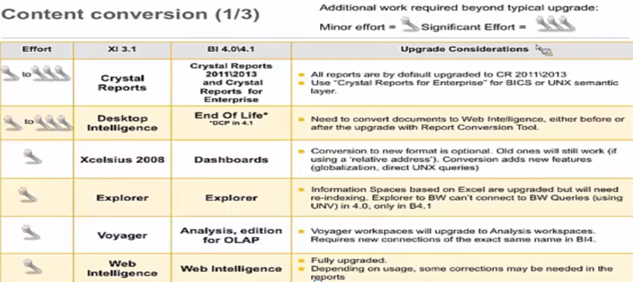 Content conversion (1/3)
Additional work required beyond typical upgrade:
Minor effort = Significant Effort =
Effort XI 3.1 BI 4.0\4.1 Upgrade Considerations
to
Crystal
Reports
Crystal Reports
2011\2013
and Crystal
Reports for
Enterprise
All reports are by default upgraded to CR 2011\2013
Use "Crystal Reports for Enterprise" for BICS or UNX semantic
layer.
to
Desktop
Intelligence
End Of Life*
*DCP in 4.1
Need to convert documents to Web Intelligence, either before or
after the upgrade with Report Conversion Tool.
Xcelsius 2008
Dashboards
Conversion to new format is optional. Old ones will still work (if
using a 'relative address'). Conversion adds new features
(globalization, direct UNX queries)
Explorer
Explorer
Information Spaces based on Excel are upgraded but will need
re-indexing. Explorer to BW can't connect to BW Queries (using
UNV) in 4.0, only in B4.1
Voyager
Analysis, edition
for OLAP
Voyager workspaces will upgrade to Analysis workspaces.
Requires new connections of the exact same name in BI4.
Web
Intelligence
Web Intelligence
Fully upgraded.
Depending on usage, some corrections may be needed in the
reports